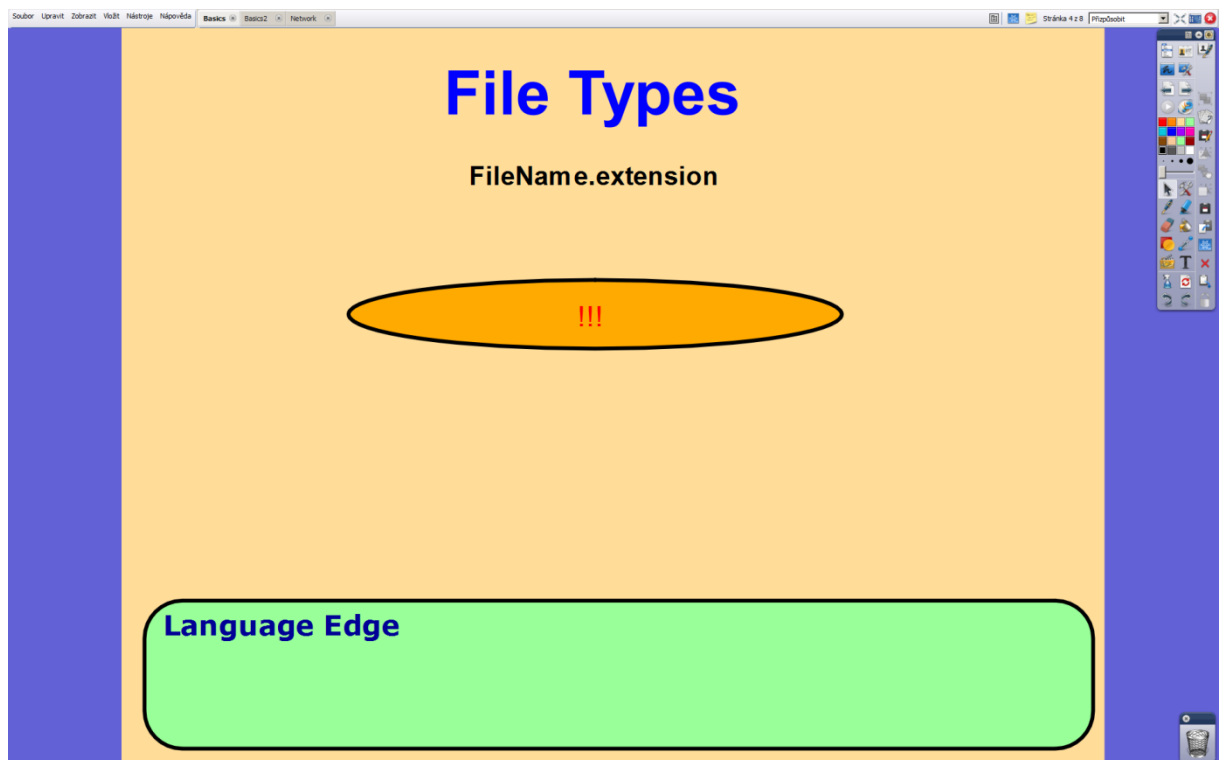 Soubor Upravit Zobrazit Vložit Nástroje Nápověda Basics Basics2 Network Stránka 4 z 8 Přizpůsobit
File Types
FileName.extension
!!!
Language Edge